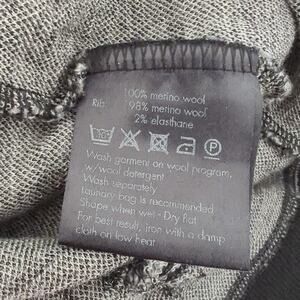 100% merino wool
Rib: 98% merino wool
2% elasthane
Wash garment on wool program,
w/wool detergent
Wash separately
Laundry bag is recommended
Shape when wet - Dry flat
For best result, iron with a damp
cloth on low heat